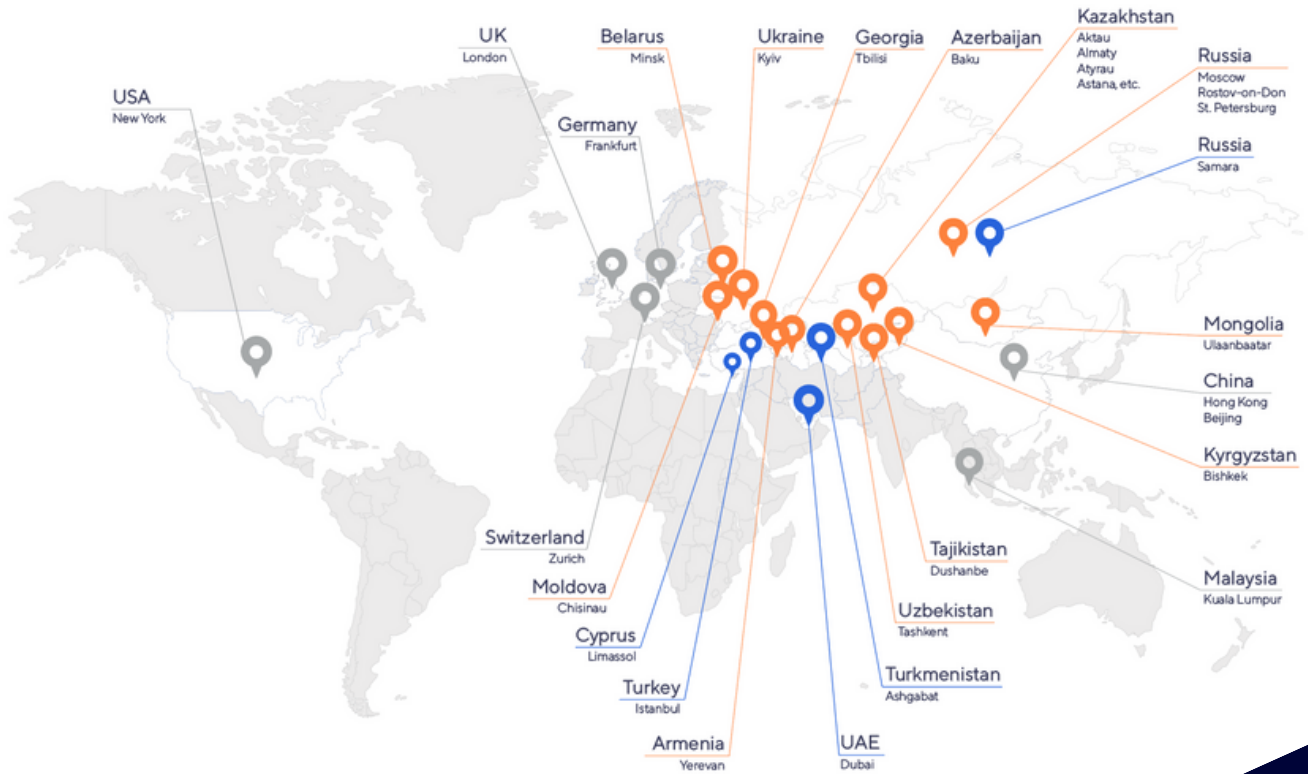 USA
New York
UK
London
Germany
Frankfurt
Belarus
Minsk
Ukraine
Kyiv
Georgia
Tbilisi
Azerbaijan
Baku
Kazakhstan
Aktau
Almaty
Atyrau
Astana, etc.
Russia
Moscow
Rostov-on-Don
St. Petersburg
Russia
Samara
Mongolia
Ulaanbaatar
China
Hong Kong
Beijing
Kyrgyzstan
Bishkek
Malaysia
Kuala Lumpur
Switzerland
Zurich
Moldova
Chisinau
Cyprus
Limassol
Turkey
Istanbul
Armenia
Yerevan
Tajikistan
Dushanbe
Uzbekistan
Tashkent
Turkmenistan
Ashgabat
UAE
Dubai